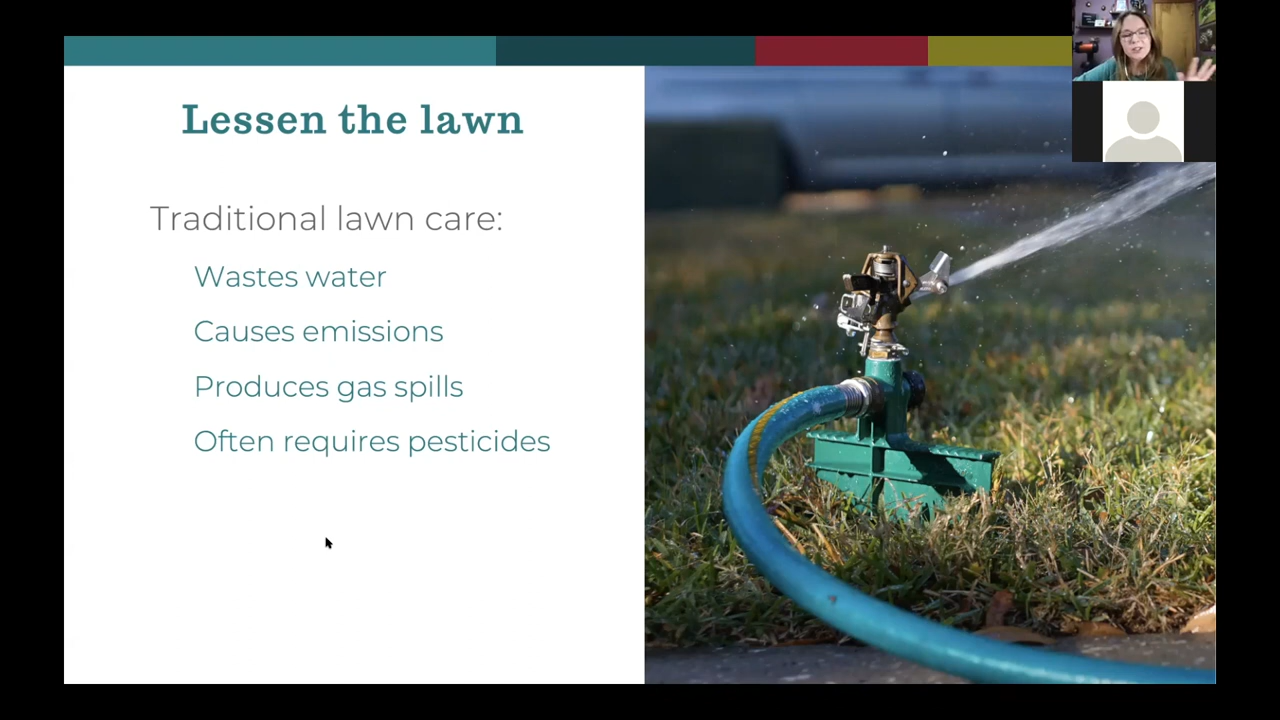 Lessen the lawn
Traditional lawn care:
Wastes water
Causes emissions
Produces gas spills
Often requires pesticides